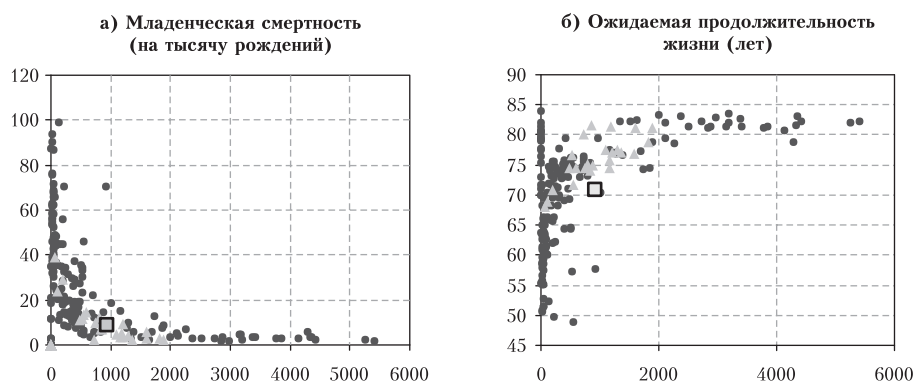 а) Младенческая смертность
(на тысячу рождений)
120
100
80
60
40
20
0
0 1000 2000 3000 4000 5000 6000
б) Ожидаемая продолжительность
жизни (лет)
90
85
80
75
70
65
60
55
50
45
0 2000 4000 6000